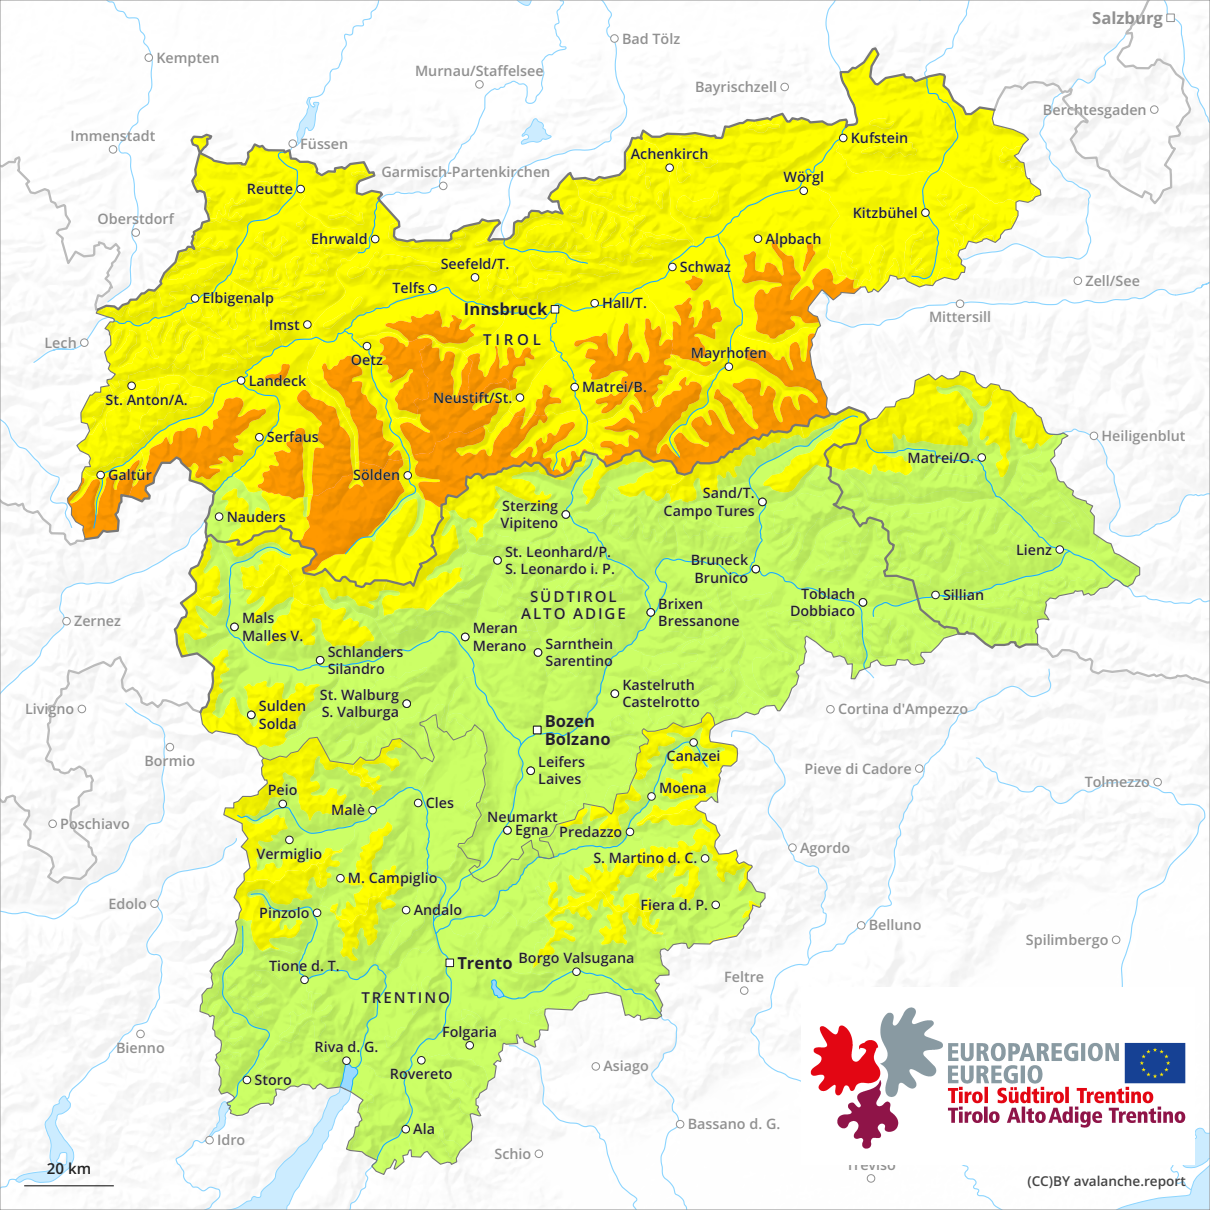 Salzburg
Bad Tölz
Kempten
Murnau/Staffelsee
Bayrischzell
Berchtesgaden
Immenstadt
Füssen
Kufstein
Achenkirch
Garmisch-Partenkirchen
Wörgl
Reutte
Oberstdorf
Kitzbühel
Ehrwald
Alpbach
Seefeld/T.
Schwaz
Zell/See
Telfs
Elbigenalp
Hall/T.
Innsbruck
Mittersill
Imst
TIROL
Lech
Oetz
Mayrhofen
Landeck
St. Anton/A.
Matrei/B.
Neustift/St.
Serfaus
Heiligenblut
Matrei/O.
Galtür
Sölden
Sand/T.
Campo Tures
Sterzing
Vipiteno
Nauders
St. Leonhard/P.
S. Leonardo i. P.
Lienz
Bruneck
Brunico
SÜDTIROL
ALTO ADIGE
Toblach
Dobbiaco
Sillian
Brixen
Bressanone
Zernez
Mals
Malles V.
Meran
Merano
Sarnthein
Sarentino
Schlanders
Silandro
Kastelruth
Castelrotto
St. Walburg
S. Valburga
Livigno
Sulden
Solda
Cortina d'Ampezzo
Bozen
Bolzano
Bormio
Canazei
Leifers
Laives
Pieve di Cadore
Tolmezzo
Peio
Moena
Malè
Cles
Neumarkt
Egna
Poschiavo
Predazzo
Vermiglio
S. Martino d. C.
Agordo
M. Campiglio
Edolo
Pinzolo
Andalo
Fiera d. P.
Belluno
Spilimbergo
Tione d. T.
Trento
Borgo Valsugana
Feltre
TRENTINO
Folgaria
Bienno
Riva d. G.
Rovereto
Asiago
Storo
EUROPAREGION
EUREGIO
Tirol Südtirol Trentino
Tirolo Alto Adige Trentino
Ala
Bassano d. G.
Idro
Schio
Treviso
20 km
(CC)BY avalanche.report